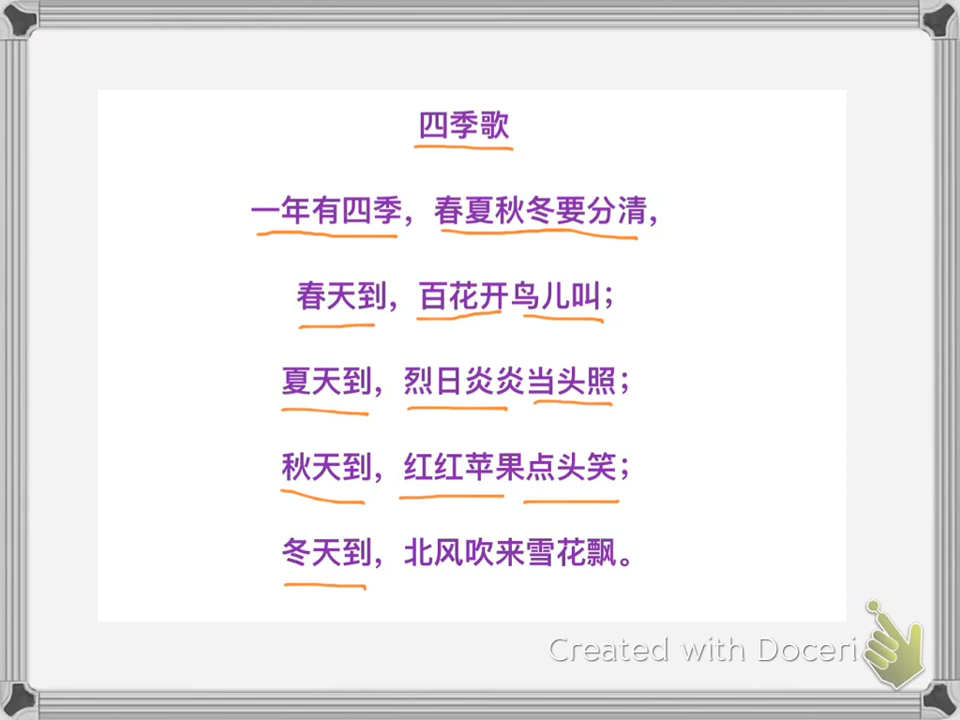 四季歌
一年有四季，春夏秋冬要分清，
春天到，百花开鸟儿叫；
夏天到，烈日炎炎当头照；
秋天到，红红苹果点头笑；
冬天到，北风吹来雪花飘。
Created with Doceri